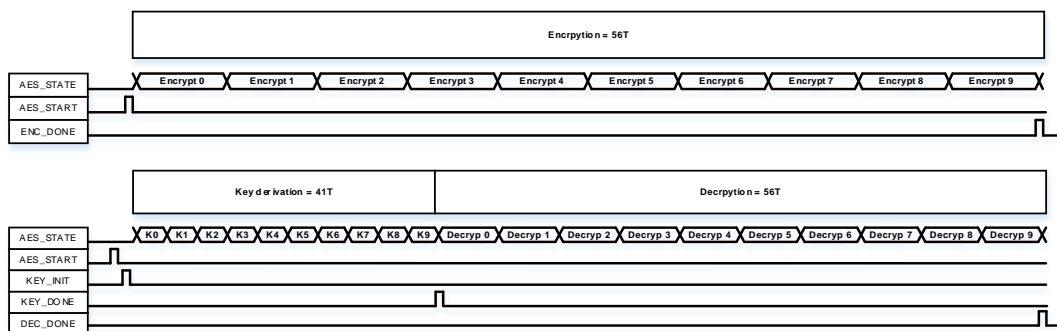 Encrpytion = 56T
AES_STATE Encrypt 0 Encrypt 1 Encrypt 2 Encrypt 3 Encrypt 4 Encrypt 5 Encrypt 6 Encrypt 7 Encrypt 8 Encrypt 9
AES_START
ENC_DONE
Key derivation = 41T Decrpytion = 56T
AES_STATE K0 K1 K2 K3 K4 K5 K6 K7 K8 K9 Decryp 0 Decryp 1 Decryp 2 Decryp 3 Decryp 4 Decryp 5 Decryp 6 Decryp 7 Decryp 8 Decryp 9
AES_START
KEY_INIT
KEY_DONE
DEC_DONE